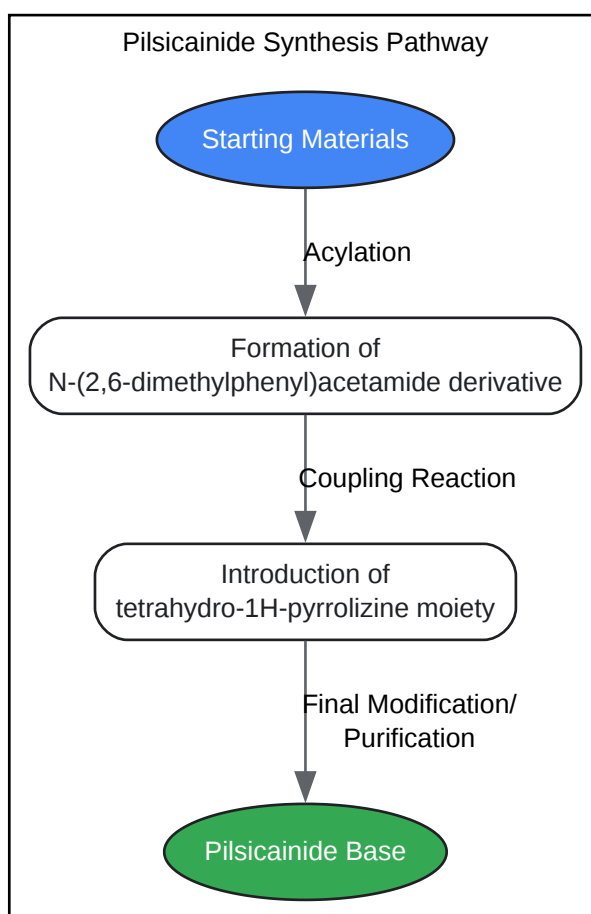 Pilsicainide Synthesis Pathway
Starting Materials
Acylation
Formation of
N-(2,6-dimethylphenyl)acetamide derivative
Coupling Reaction
Introduction of
tetrahydro-1H-pyrrolizine moiety
Final Modification/
Purification
Pilsicainide Base